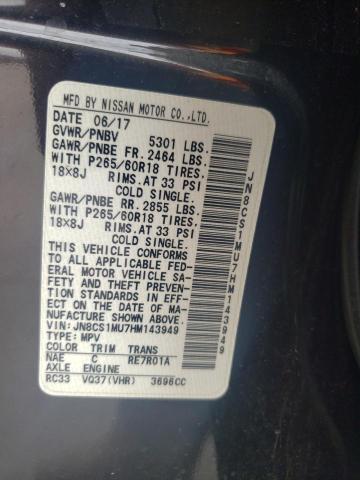 MFD BY NISSAN MOTOR CO.,LTD.
DATE 06/17
GVWR/PNBV 5301 LBS.
GAWR/PNBE FR. 2464 LBS.
WITH P265/60R18 TIRES.
18X8J RIMS.AT 33 PSI
COLD SINGLE.
GAWR/PNBE RR. 2855 LBS.
WITH P265/60R18 TIRES.
18X8J RIMS.AT 33 PSI
COLD SINGLE.
THIS VEHICLE CONFORMS
TO ALL APPLICABLE FED-
ERAL MOTOR VEHICLE SA-
FETY AND THEFT PREVEN-
TION STANDARDS IN EFF-
ECT ON THE DATE OF MA-
NUFACTURE SHOWN ABOVE.
VIN: JN8CS1MU7HM143949
TYPE: MPV
COLOR TRIM TRANS
NAE C RE7R01A
AXLE ENGINE
RC33 VQ37(VHR) 3696CC
JN8CS1MU7HM143949